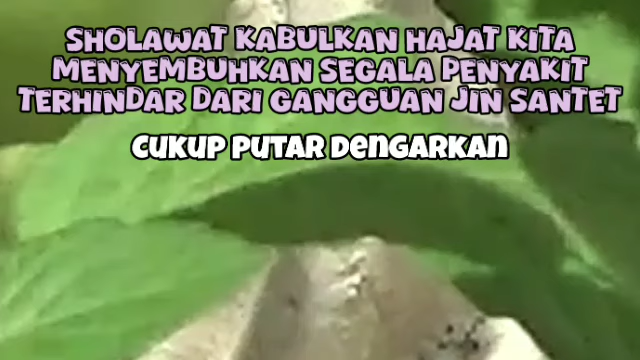 SHOLAWAT KABULKAN HAJAT KITA
MENYEMBUHKAN SEGALA PENYAKIT
TERHINDAR DARI GANGGUAN JIN SANTET
CUKUP PUTAR DENGARKAN